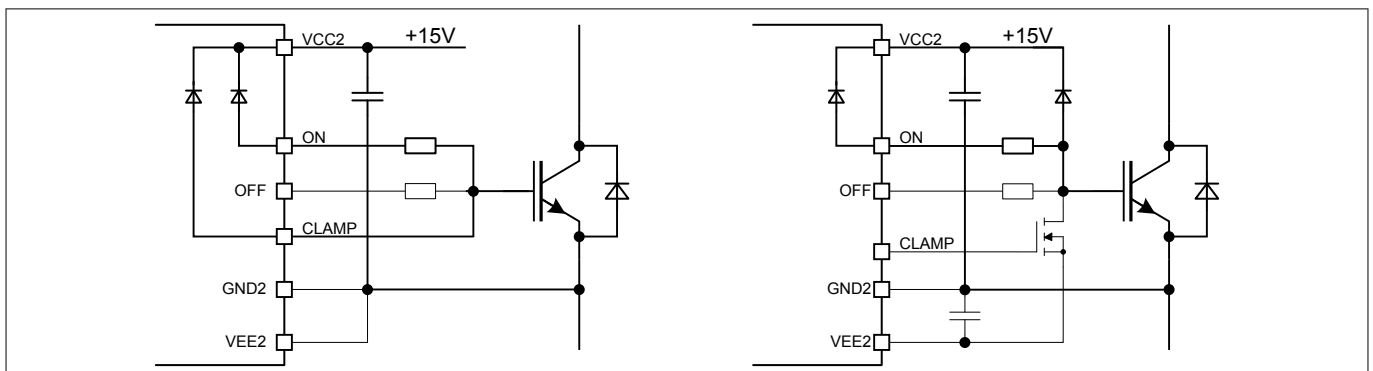 VCC2
+15V
ON
OFF
CLAMP
GND2
VEE2
VCC2
+15V
ON
OFF
CLAMP
GND2
VEE2